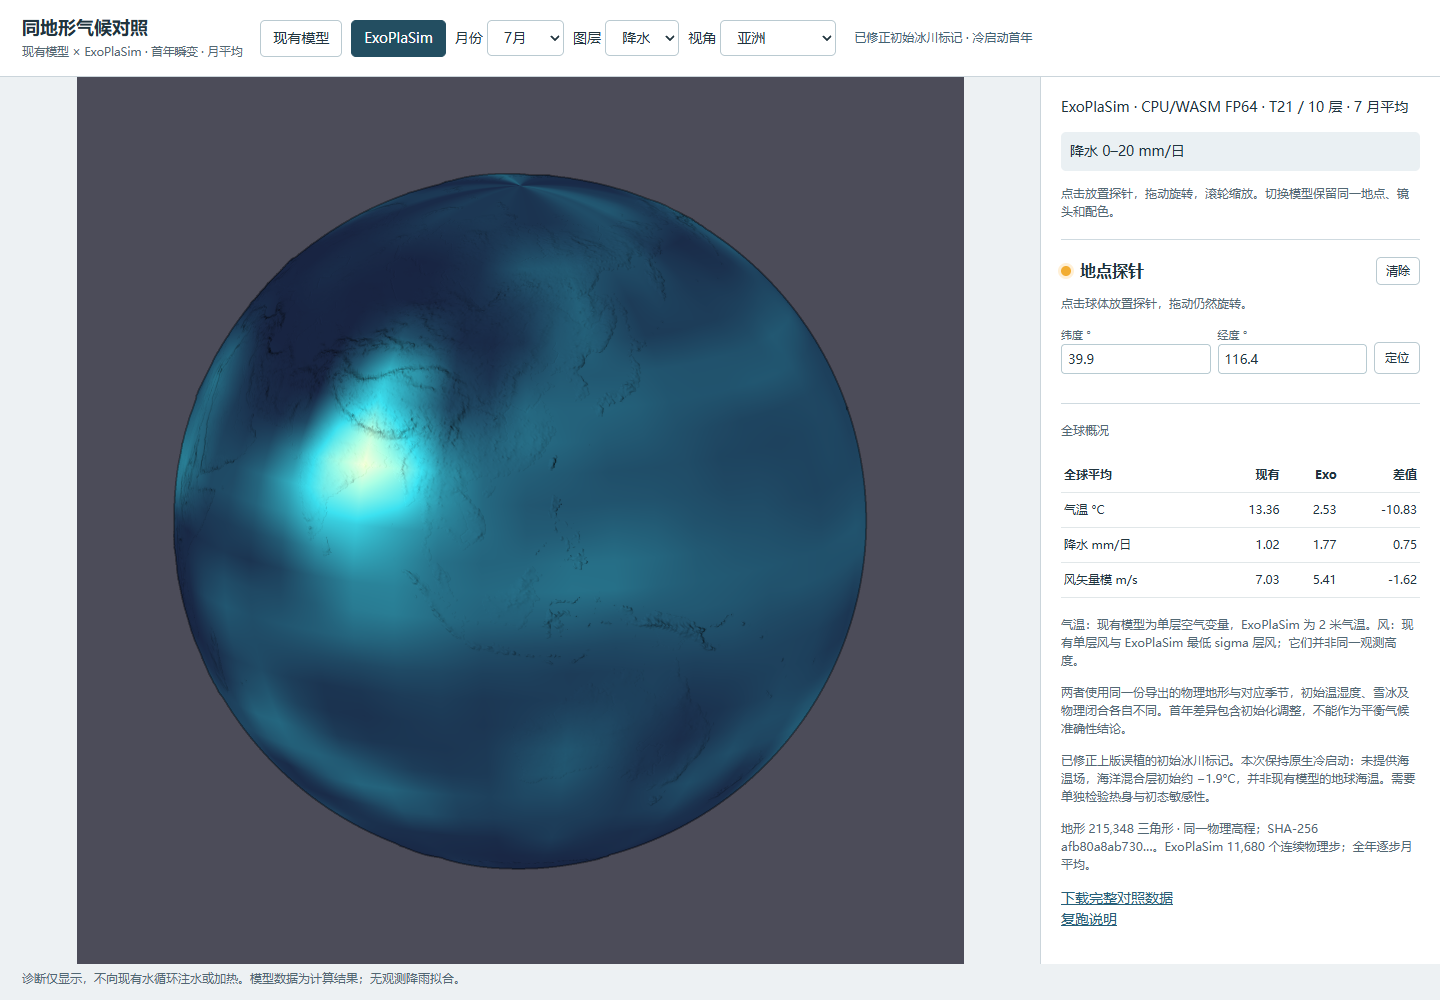 同地形气候对照
现有模型 × ExoPlaSim · 首年瞬变 · 月平均
现有模型
ExoPlaSim
月份
7月
图层
降水
视角
亚洲
已修正初始冰川标记 · 冷启动首年
ExoPlaSim · CPU/WASM FP64 · T21 / 10 层 · 7 月平均
降水 0–20 mm/日
点击放置探针，拖动旋转，滚轮缩放。切换模型保留同一地点、镜
头和配色。
地点探针
清除
点击球体放置探针，拖动仍然旋转。
纬度 °
经度 °
39.9
116.4
定位
全球概况
全球平均 现有 Exo 差值
气温 °C 13.36 2.53 -10.83
降水 mm/日 1.02 1.77 0.75
风矢量模 m/s 7.03 5.41 -1.62
气温：现有模型为单层空气变量，ExoPlaSim 为 2 米气温。风：现
有单层风与 ExoPlaSim 最低 sigma 层风；它们并非同一观测高
度。
两者使用同一份导出的物理地形与对应季节，初始温湿度、雪冰及
物理闭合各自不同。首年差异包含初始化调整，不能作为平衡气候
准确性结论。
已修正上版误植的初始冰川标记。本次保持原生冷启动：未提供海
温场，海洋混合层初始约 −1.9°C，并非现有模型的地球海温。需要
单独检验热身与初态敏感性。
地形 215,348 三角形 · 同一物理高程；SHA-256
afb80a8ab730…。ExoPlaSim 11,680 个连续物理步；全年逐步月
平均。
下载完整对照数据
复跑说明
诊断仅显示，不向现有水循环注水或加热。模型数据为计算结果；无观测降雨拟合。